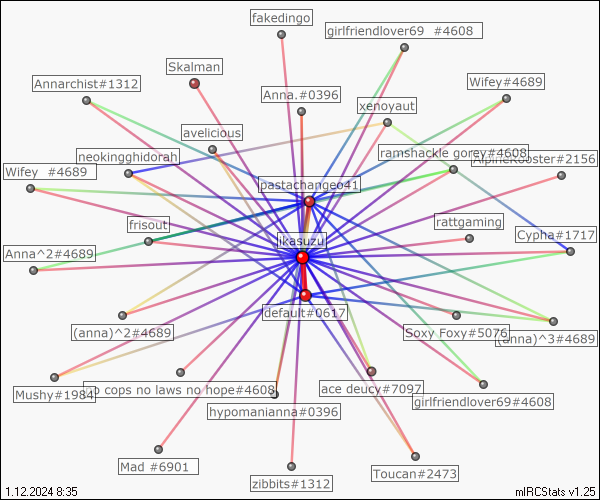 fakedingo
girlfriendlover69 #4608
Skalman
Annarchist#1312
Wifey#4689
Anna.#0396
xenoyaut
avelicious
neokingghidorah
ramshackle gorey#4608
AlpineRooster#2156
Wifey #4689
pastachangeo41
frisout
rattgaming
Cypha#1717
ikasuzu
Anna^2#4689
default#0617
(anna)^2#4689
Soxy Foxy#5076
(anna)^3#4689
Mushy#1984
no cops no laws no hope#4608
ace deucy#7097
girlfriendlover69#4608
hypomanianna#0396
Mad #6901
zibbits#1312
Toucan#2473
1.12.2024 8:35
mIRCStats v1.25